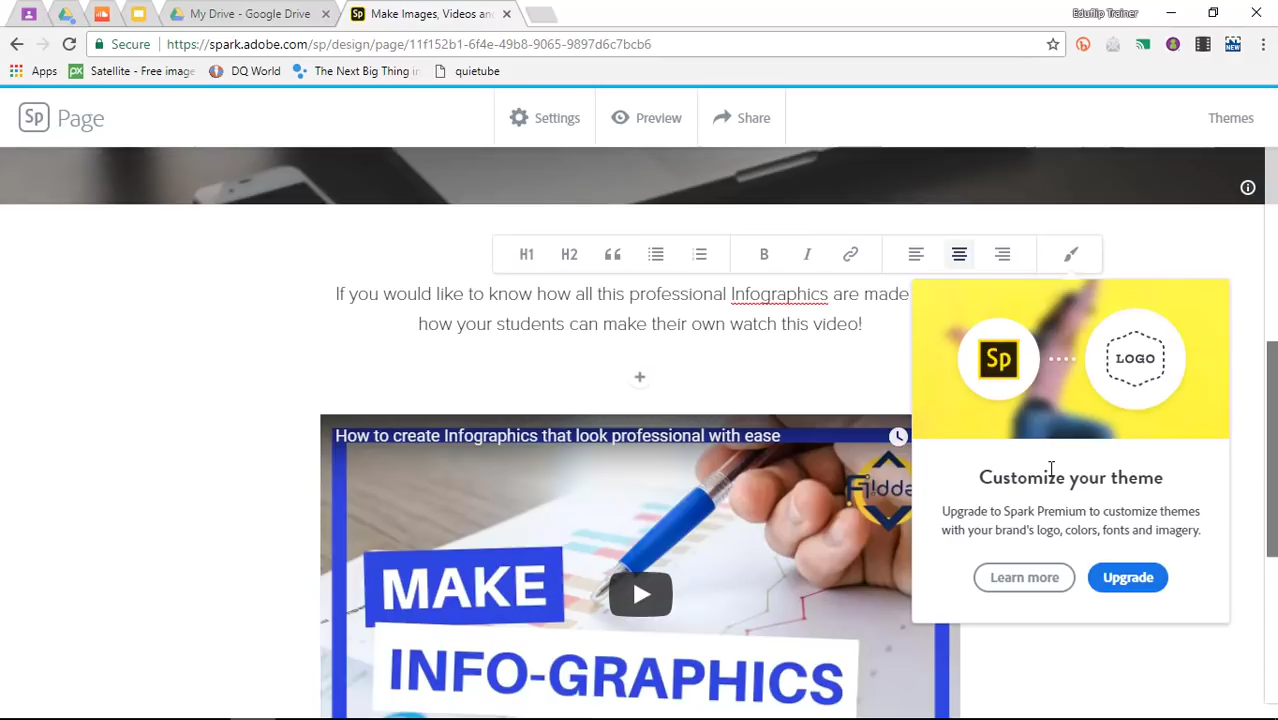 My Drive - Google Drive
Make Images, Videos an
Eduflip Trainer
Secure
https://spark.adobe.com/sp/design/page/11f152b1-6f4e-49b8-9065-9897d6c7bcb6
NEW
Apps
px
Satellite - Free image
DQ World
The Next Big Thing in
quietube
Sp
Page
Settings
Preview
Share
Themes
H1
H2
B
I
If you would like to know how all this professional Infographics are made
how your students can make their own watch this video!
Sp
LOGO
Customize your theme
Upgrade to Spark Premium to customize themes
with your brand's logo, colors, fonts and imagery.
Learn more
Upgrade
How to create Infographics that look professional with ease
MAKE
INFO-GRAPHICS